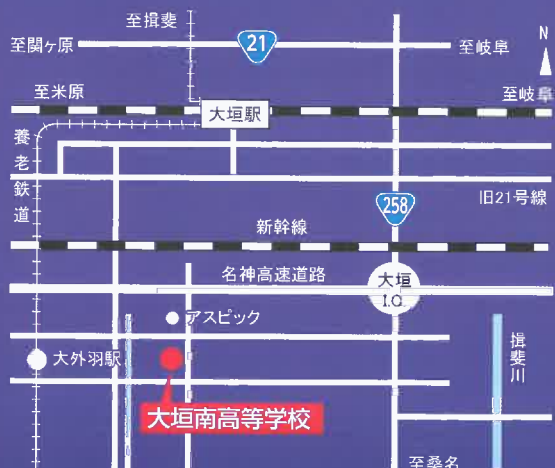 至揖斐
N
至関ヶ原
21
至岐阜
至米原
至岐阜
大垣駅
養老鉄道
旧21号線
258
新幹線
名神高速道路
大垣
I.C.
アスピック
揖斐川
大外羽駅
大垣南高等学校
至桑名